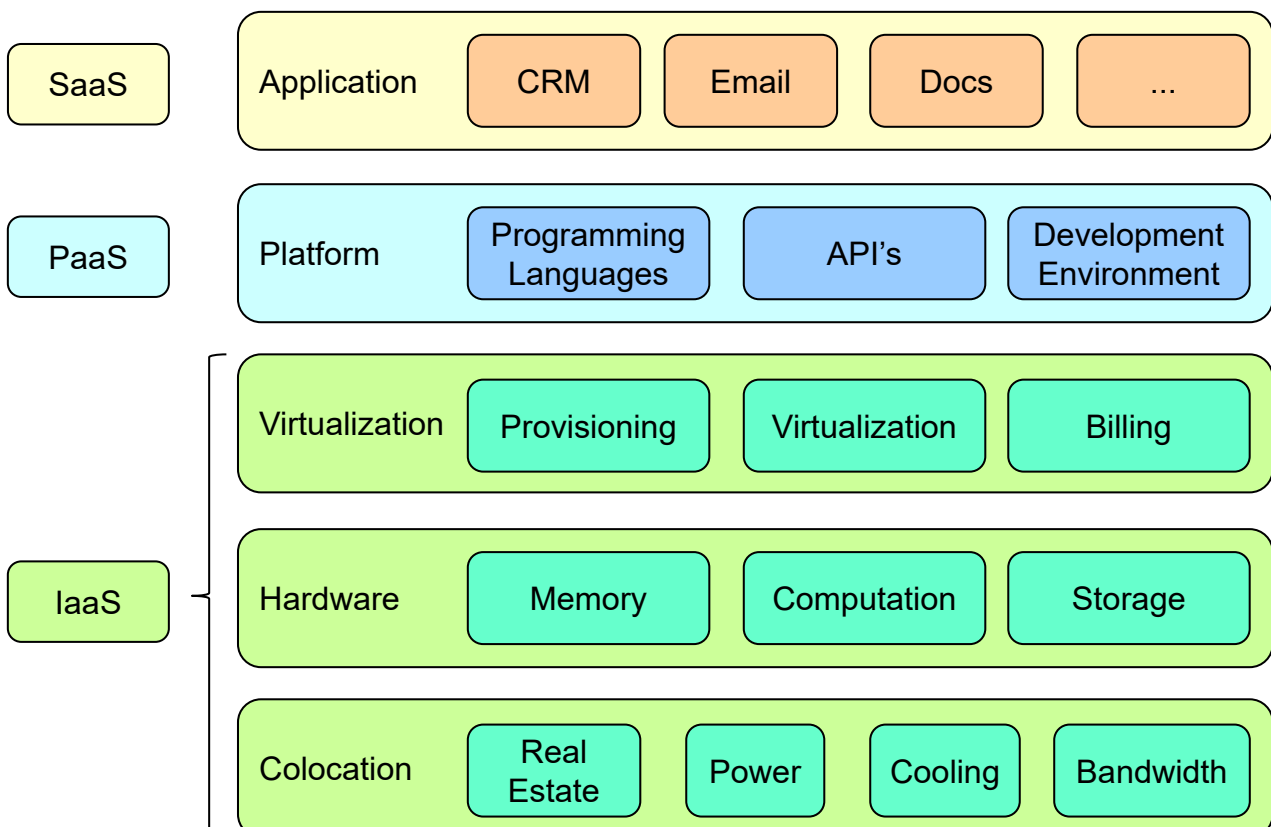 SaaS
Application
CRM
Email
Docs
...
PaaS
Platform
Programming
Languages
API’s
Development
Environment
Virtualization
Provisioning
Virtualization
Billing
IaaS
Hardware
Memory
Computation
Storage
Colocation
Real
Estate
Power
Cooling
Bandwidth